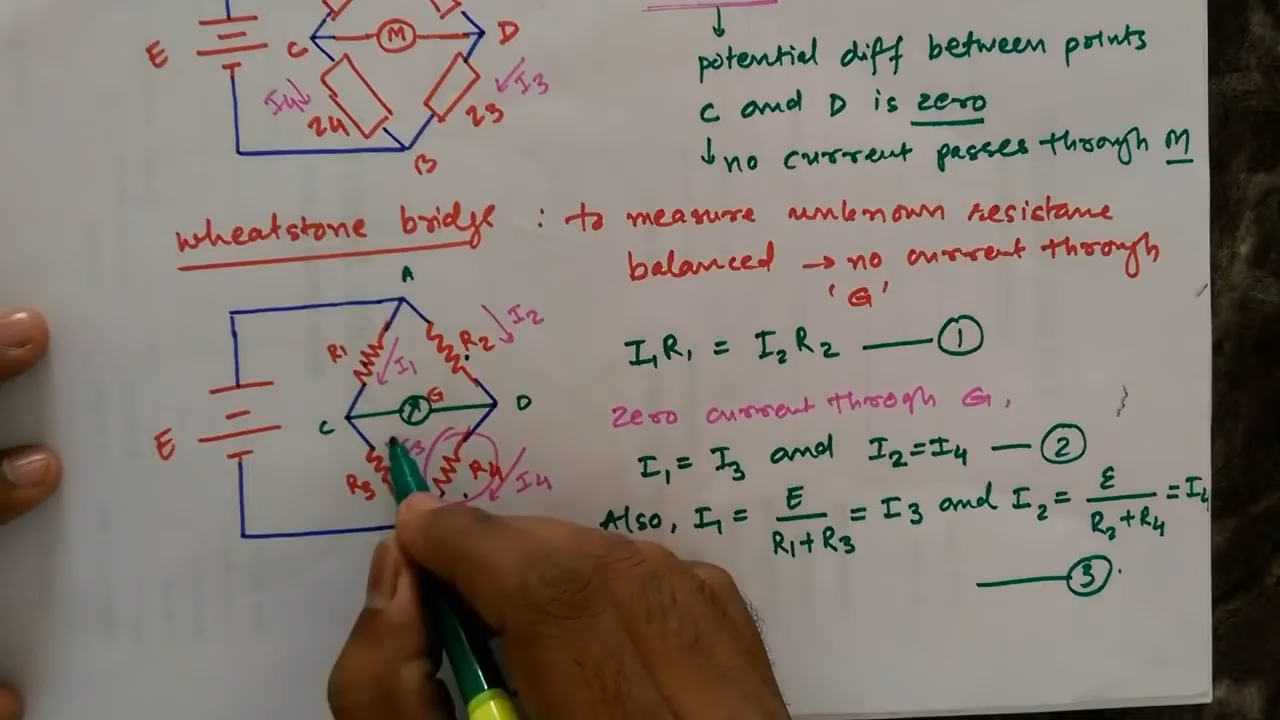 E
C
M
D
I4
I3
24
23
B
potential diff between points
C and D is zero
↓ no current passes through M
wheatstone bridge : to measure unknown resistane
balanced → no current through
'G'
A
I2
R1
R2
I1
G
C
D
E
R3
R4
I4
I1R1 = I2R2 —— 1
Zero current throgh G,
I1 = I3 and I2 = I4 — 2
Also, I1 = E / R1+R3 = I3 and I2 = E / R2+R4 = I4
—— 3